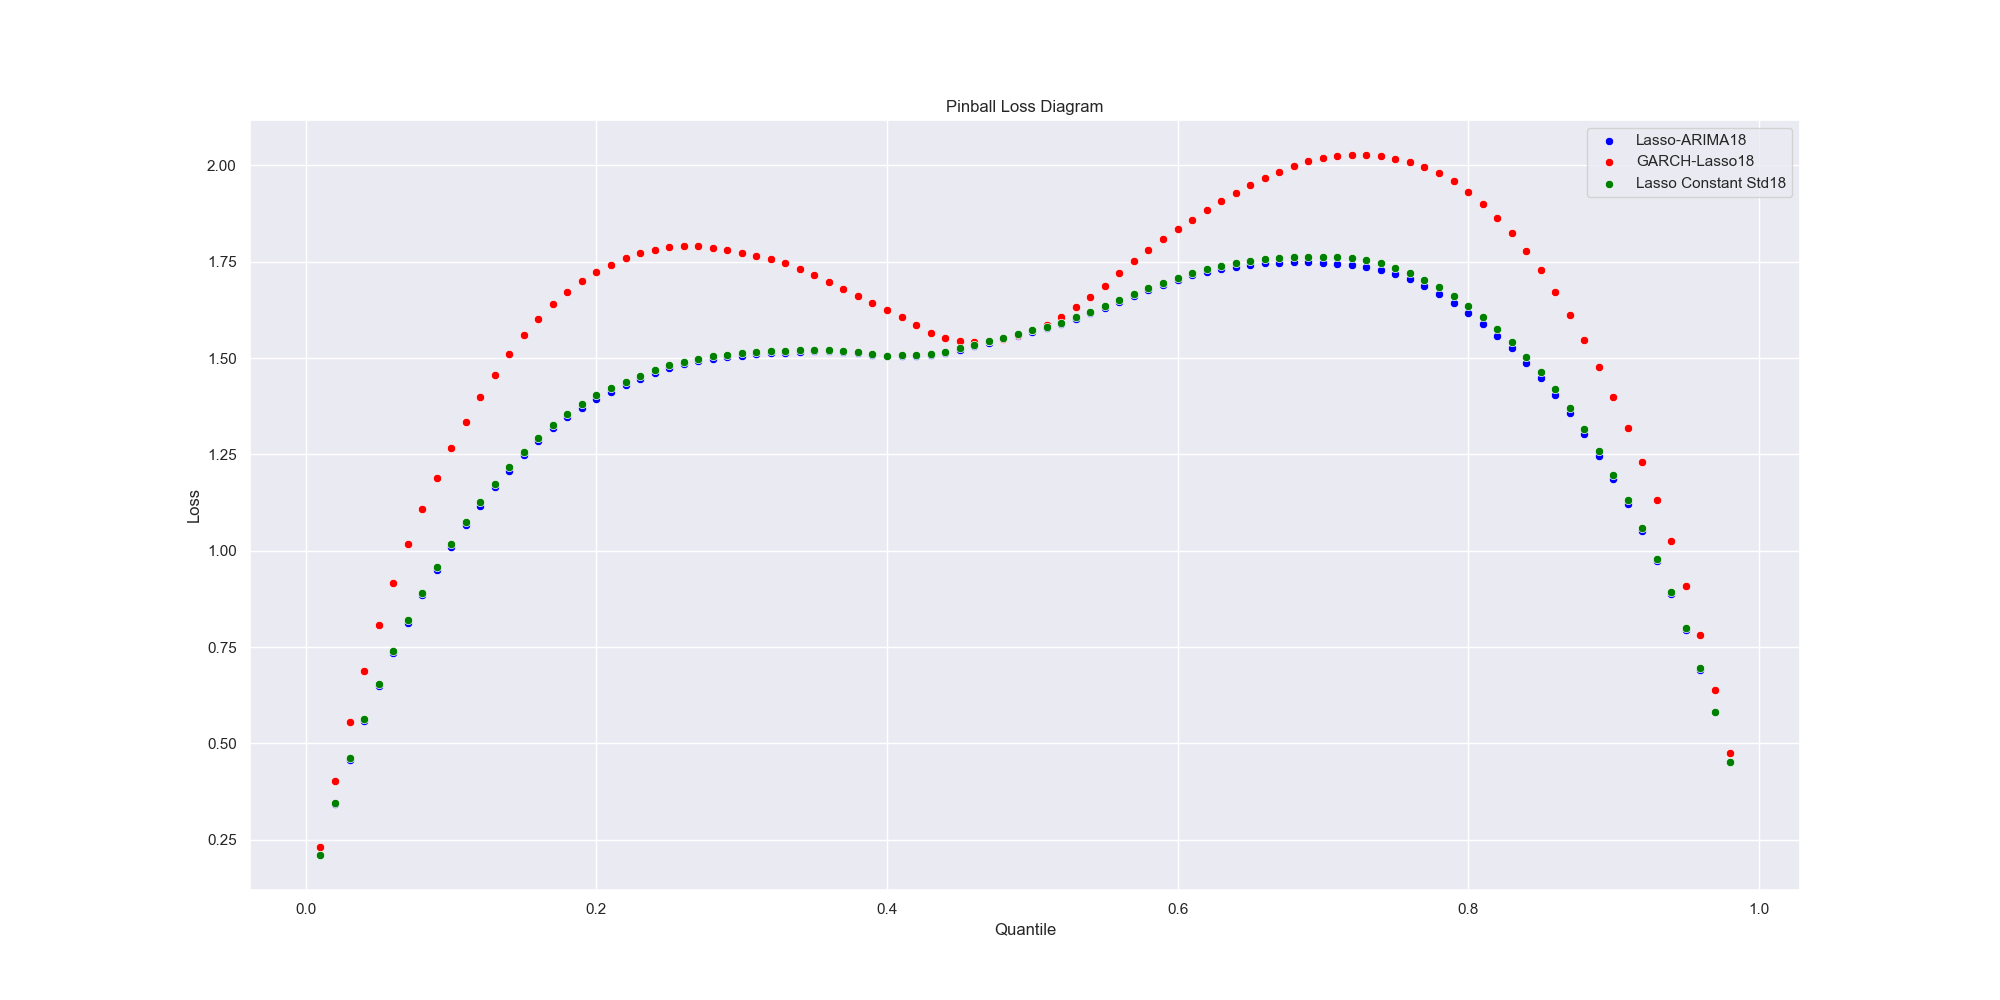 Pinball Loss Diagram
Lasso-ARIMA18
GARCH-Lasso18
Lasso Constant Std18
2.00
1.75
1.50
1.25
1.00
0.75
0.50
0.25
Loss
0.0 0.2 0.4 0.6 0.8 1.0
Quantile